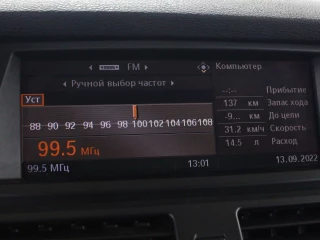 FM
Компьютер
Ручной выбор частот
Уст
--:-- Прибытие
137 км Запас хода
-9... км До цели
31.2 км/ч Скорость
14.5 л Расход
88 90 92 94 96 98 100 102 104 106 108
99.5 МГц
99.5 МГц 13:01 13.09.2022